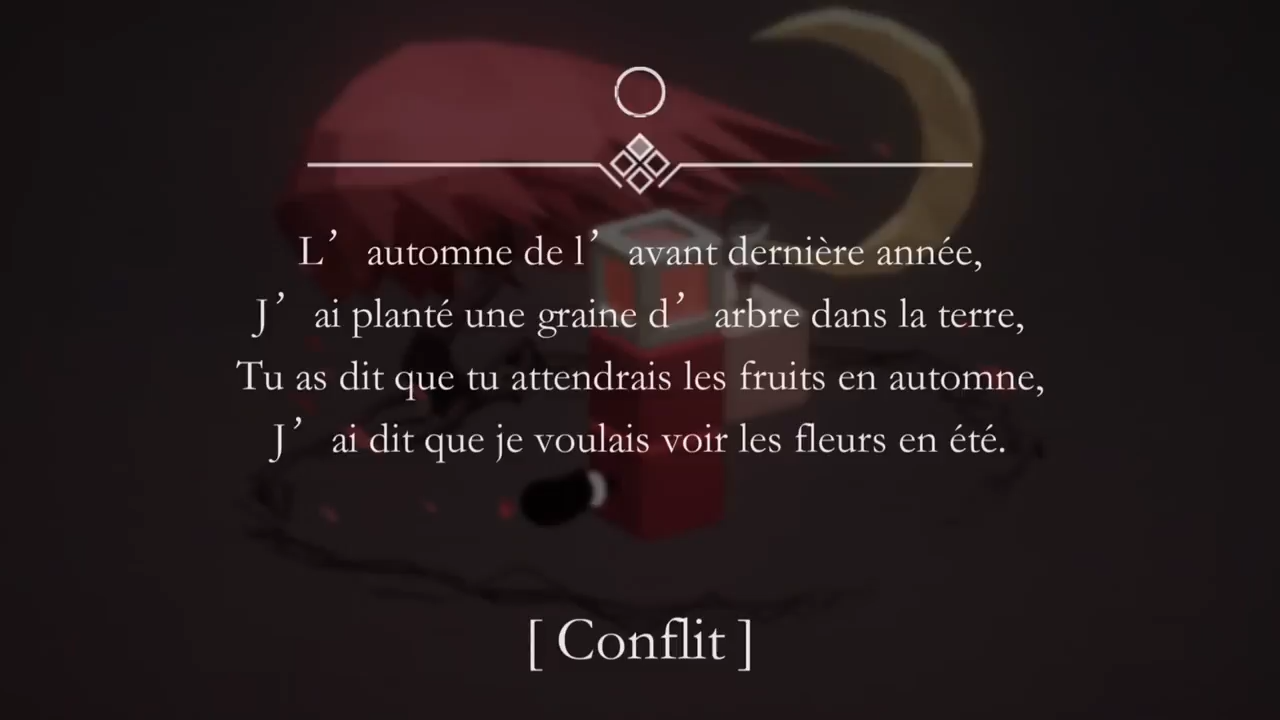 L’ automne de l’ avant dernière année,
J’ ai planté une graine d’ arbre dans la terre,
Tu as dit que tu attendrais les fruits en automne,
J’ ai dit que je voulais voir les fleurs en été.
[ Conflit ]